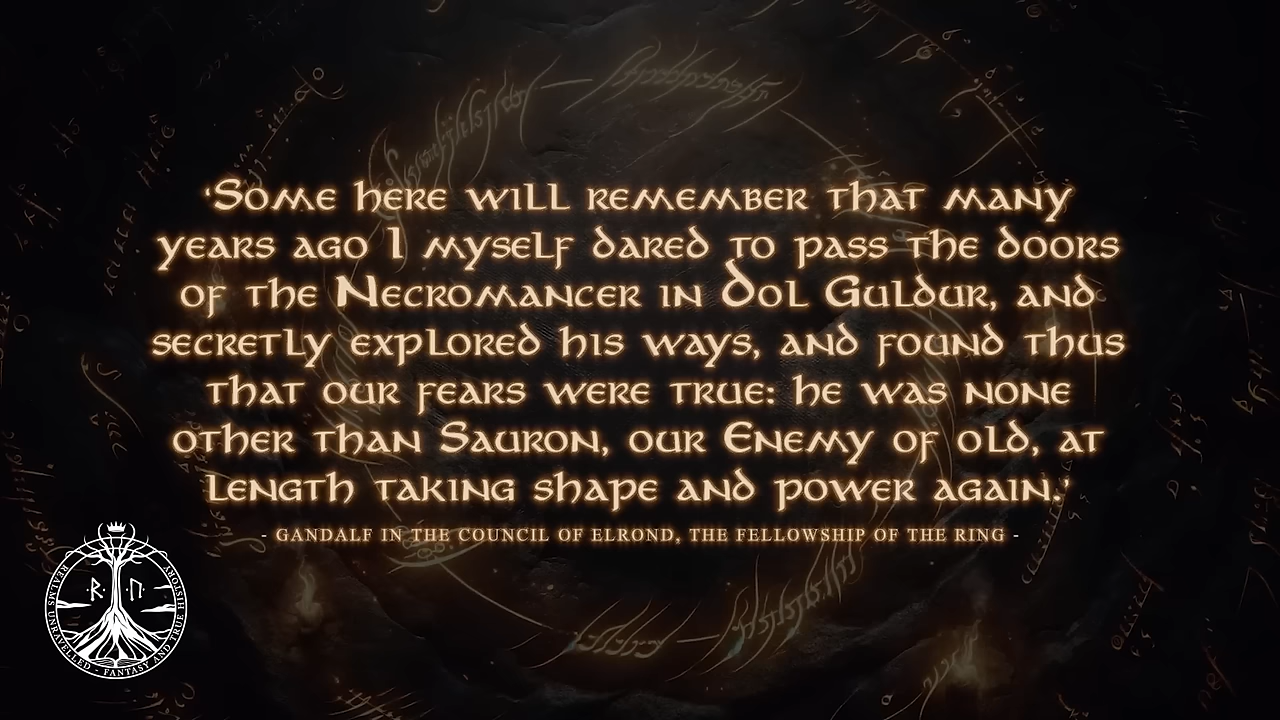 ‘Some here will remember that many
years ago I myself dared to pass the doors
of the Necromancer in Dol Guldur, and
secretly explored his ways, and found thus
that our fears were true: he was none
other than Sauron, our Enemy of old, at
length taking shape and power again.’
- GANDALF IN THE COUNCIL OF ELROND, THE FELLOWSHIP OF THE RING -
ᚱ ᚢ
REALMS UNRAVELLED - FANTASY AND TRUE HISTORY